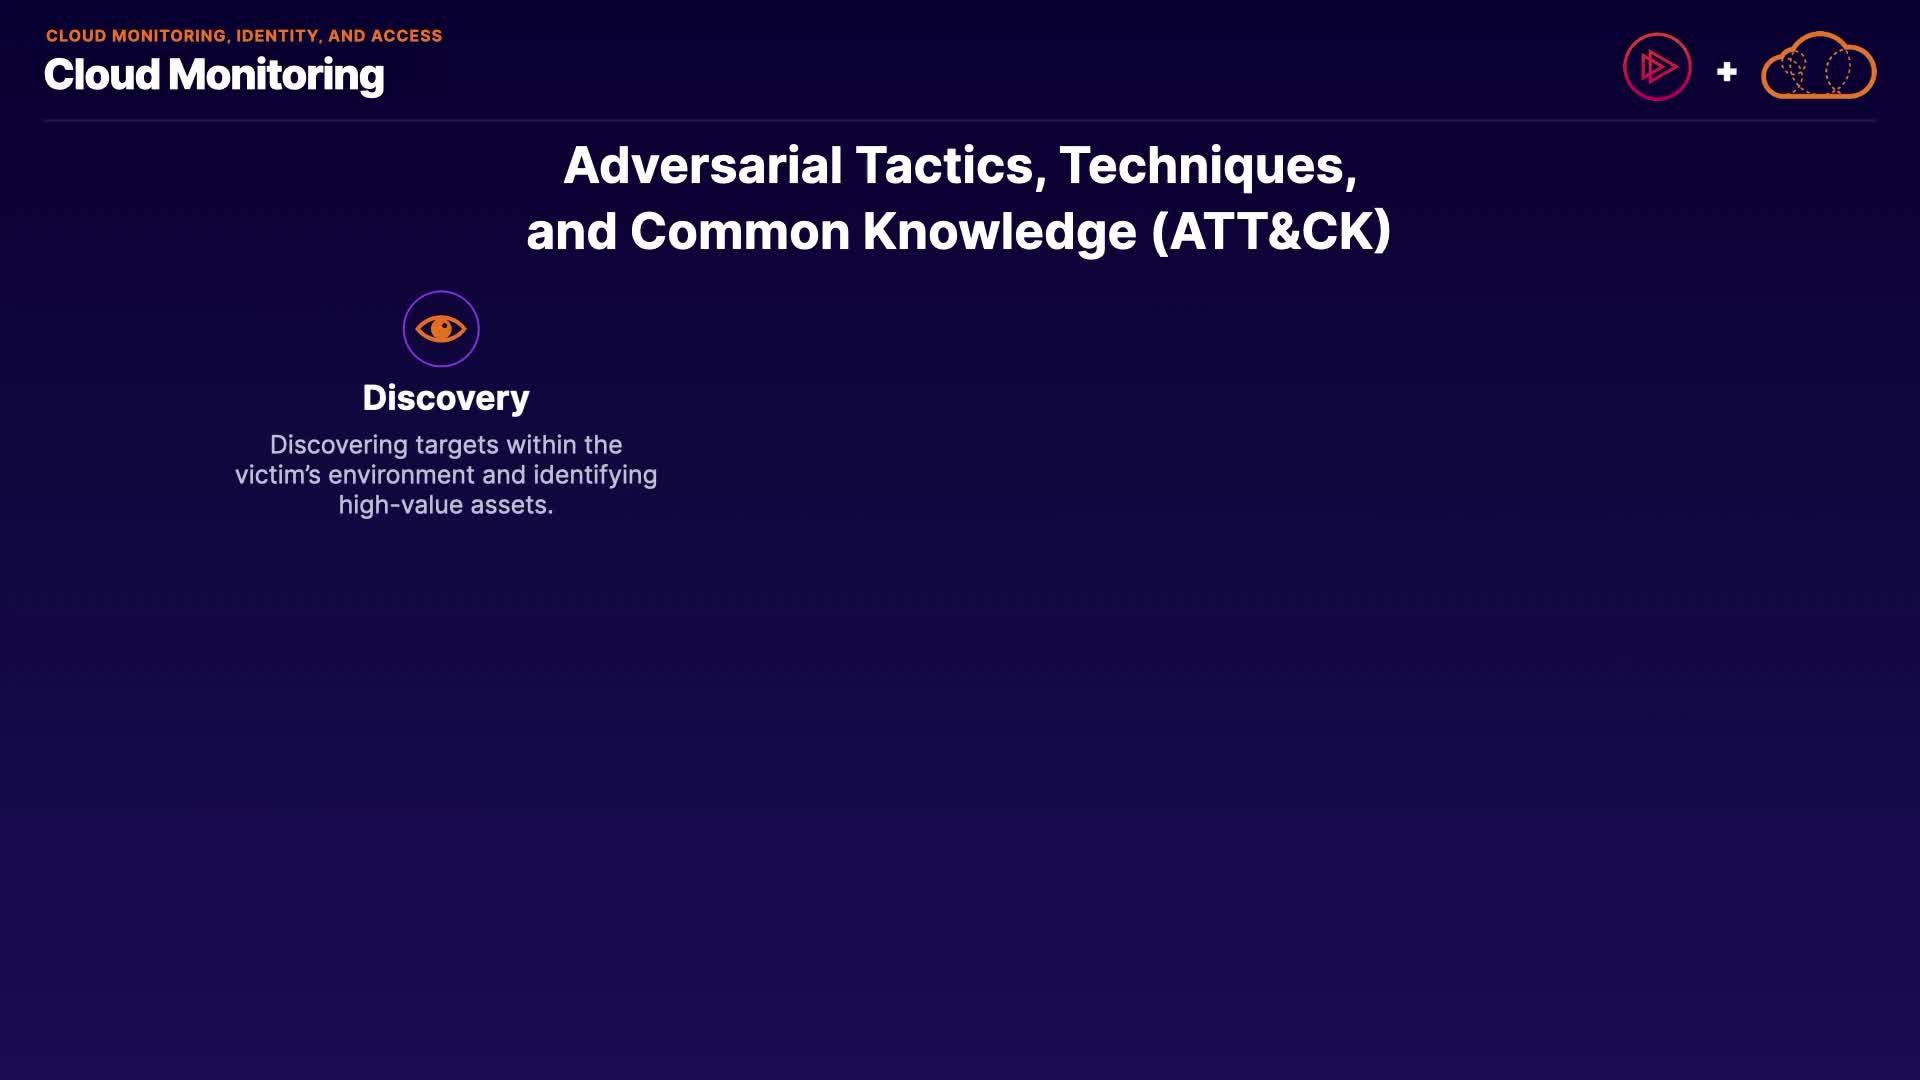 CLOUD MONITORING, IDENTITY, AND ACCESS
Cloud Monitoring
+
Adversarial Tactics, Techniques,
and Common Knowledge (ATT&CK)
Discovery
Discovering targets within the
victim’s environment and identifying
high-value assets.